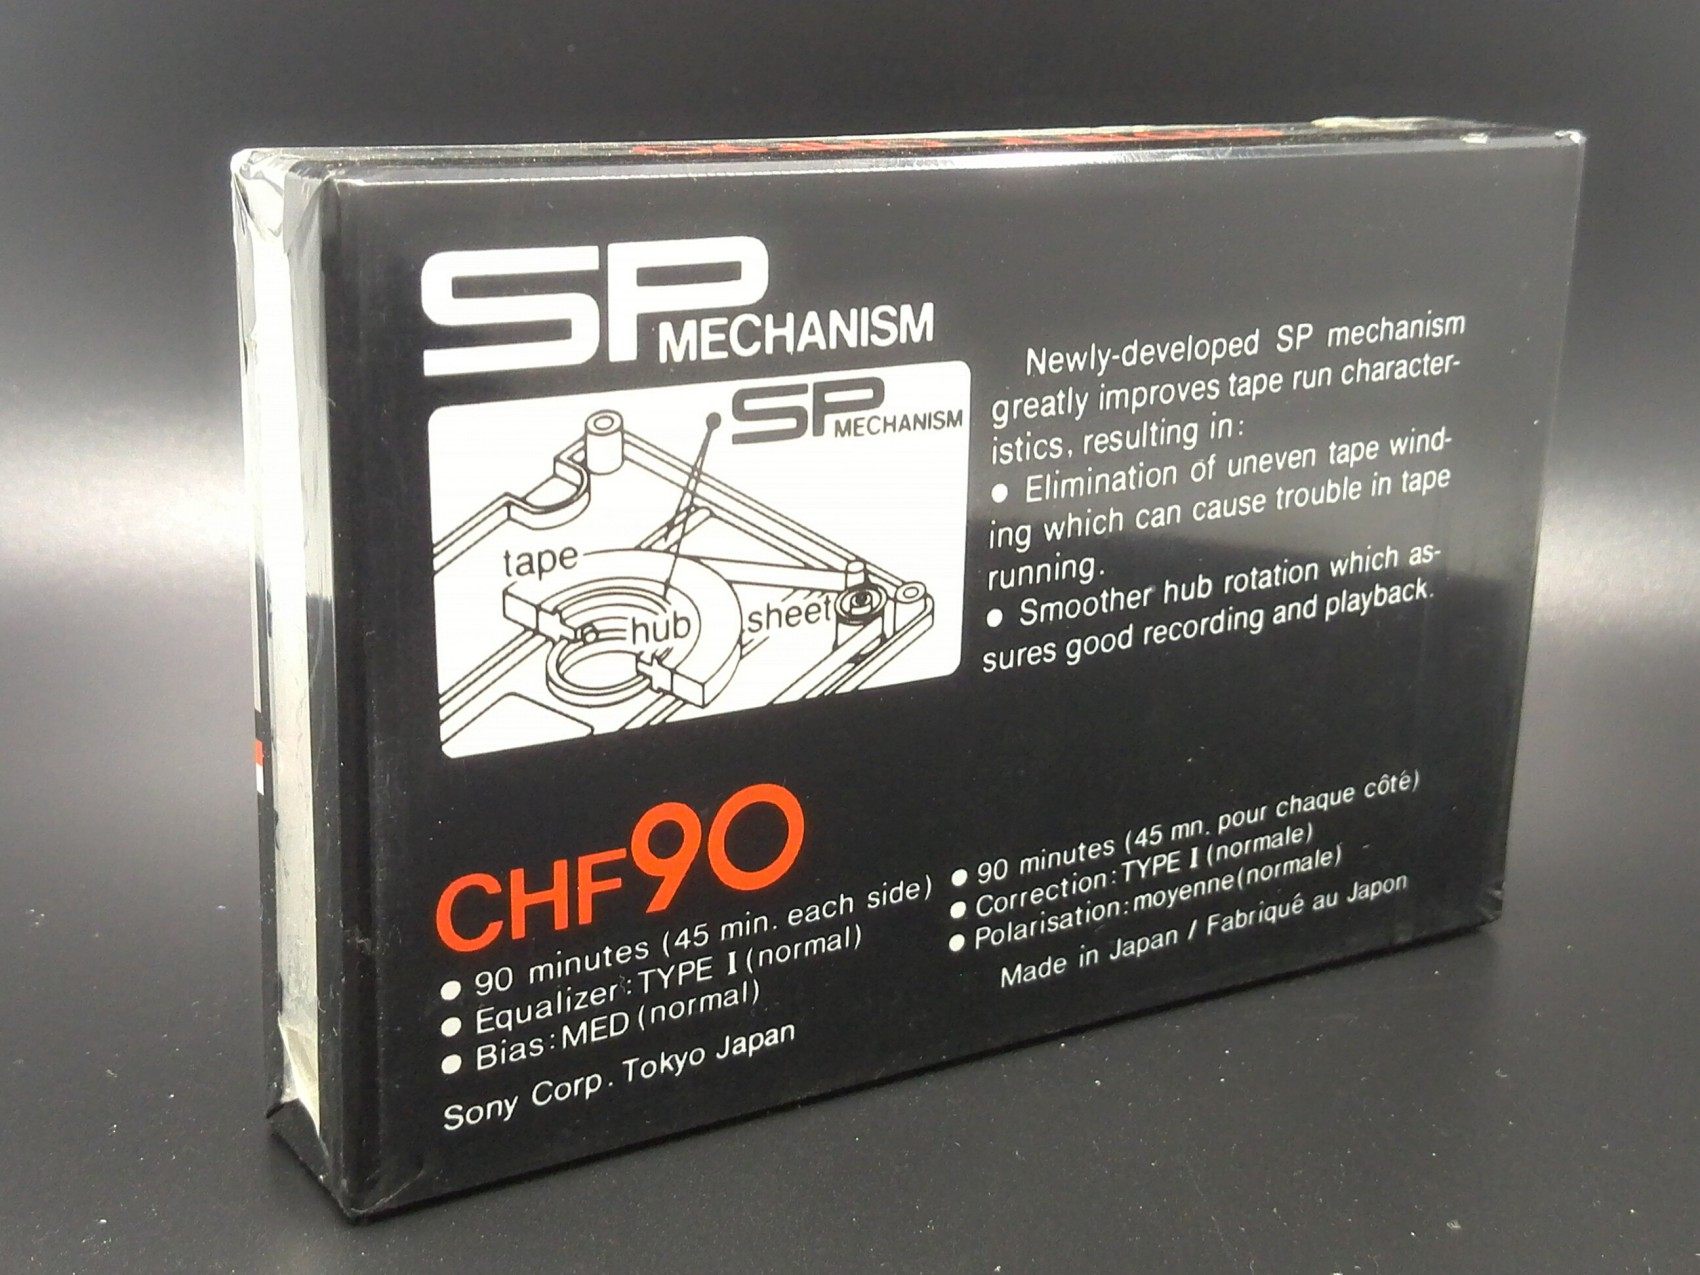 SP MECHANISM
SP MECHANISM
tape
hub
sheet
Newly-developed SP mechanism
greatly improves tape run character-
istics, resulting in:
● Elimination of uneven tape wind-
ing which can cause trouble in tape
running.
● Smoother hub rotation which as-
sures good recording and playback.
CHF90
● 90 minutes (45 min. each side)
● Equalizer: TYPE I (normal)
● Bias: MED (normal)
Sony Corp. Tokyo Japan
● 90 minutes (45 mn. pour chaque côté)
● Correction: TYPE I (normale)
● Polarisation: moyenne (normale)
Made in Japan / Fabriqué au Japon